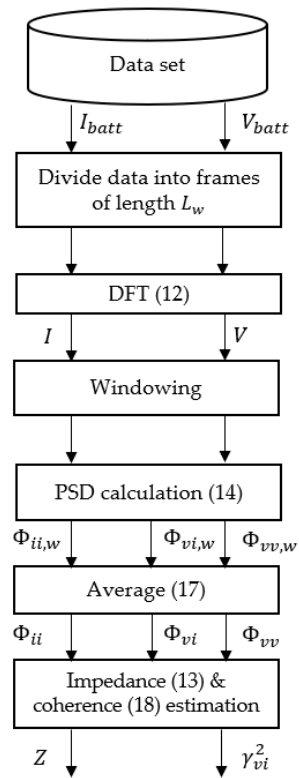 Data set
I_batt V_batt
Divide data into frames
of length L_w
DFT (12)
I V
Windowing
PSD calculation (14)
Φ_ii,w Φ_vi,w Φ_vv,w
Average (17)
Φ_ii Φ_vi Φ_vv
Impedance (13) &
coherence (18) estimation
Z γ²_vi